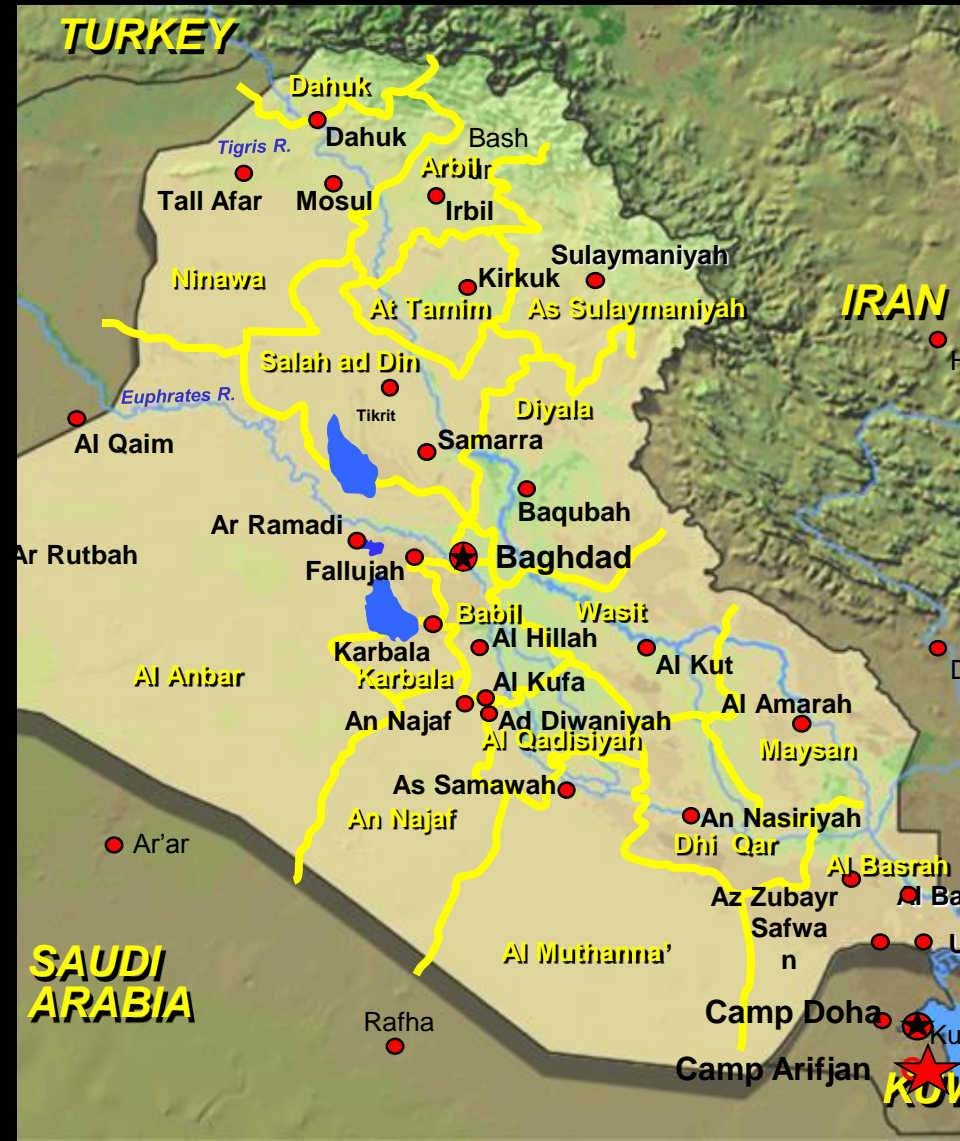 TURKEY
Dahuk
Dahuk
Bash
ur
Arbil
Tigris R.
Tall Afar
Mosul
Irbil
Sulaymaniyah
Ninawa
Kirkuk
At Tamim
As Sulaymaniyah
IRAN
Salah ad Din
Euphrates R.
Tikrit
Diyala
Al Qaim
Samarra
Baqubah
Ar Ramadi
Ar Rutbah
Fallujah
Baghdad
Babil
Wasit
Al Hillah
Karbala
Al Kut
Al Anbar
Karbala
Al Kufa
An Najaf
Ad Diwaniyah
Al Amarah
Al Qadisiyah
Maysan
As Samawah
An Najaf
An Nasiriyah
Dhi Qar
Ar’ar
Al Basrah
Az Zubayr
Al Ba
Safwa
n
Al Muthanna’
SAUDI
ARABIA
Camp Doha
Rafha
Ku
Camp Arifjan